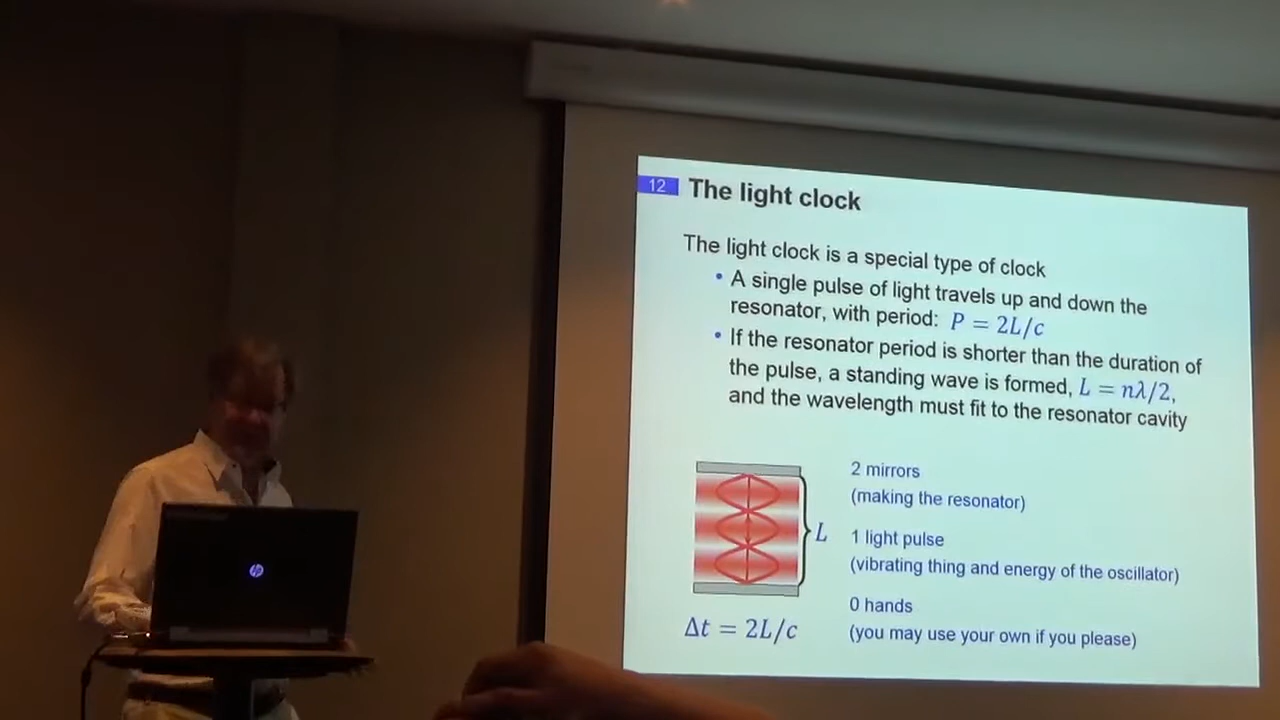 12 The light clock
The light clock is a special type of clock
• A single pulse of light travels up and down the
resonator, with period: P = 2L/c
• If the resonator period is shorter than the duration of
the pulse, a standing wave is formed, L = nλ/2,
and the wavelength must fit to the resonator cavity
2 mirrors
(making the resonator)
L
1 light pulse
(vibrating thing and energy of the oscillator)
0 hands
(you may use your own if you please)
Δt = 2L/c
hp